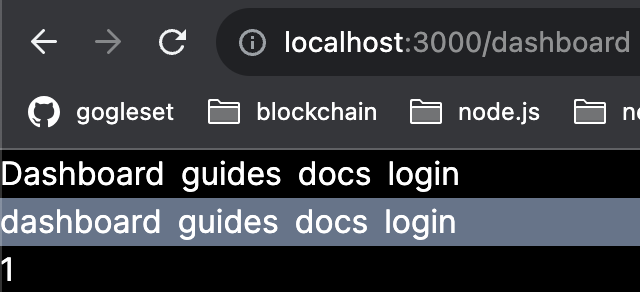 localhost:3000/dashboard
gogleset blockchain node.js
Dashboard guides docs login
dashboard guides docs login
1